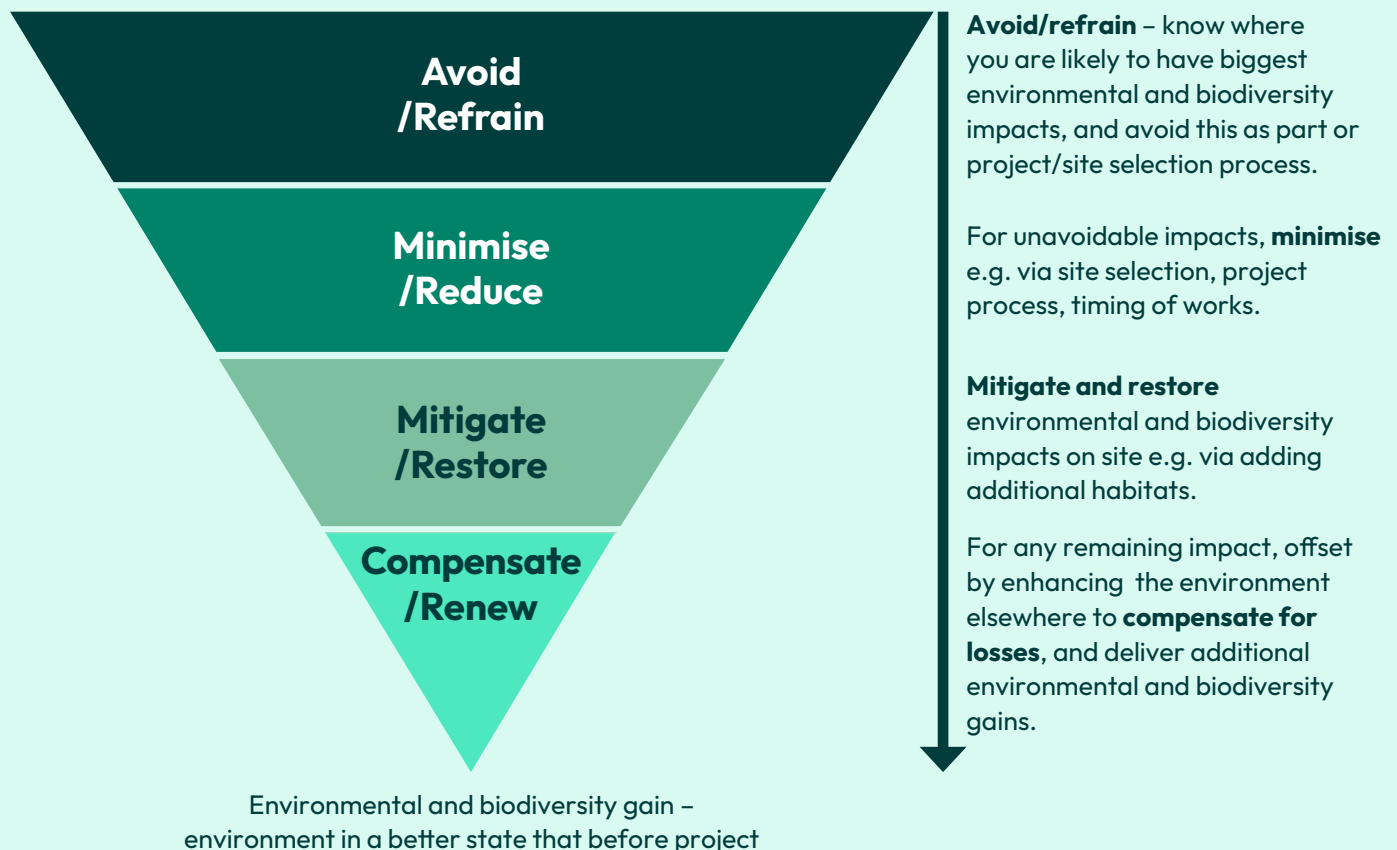 Avoid
/Refrain
Minimise
/Reduce
Mitigate
/Restore
Compensate
/Renew
Environmental and biodiversity gain –
environment in a better state that before project
Avoid/refrain – know where
you are likely to have biggest
environmental and biodiversity
impacts, and avoid this as part or
project/site selection process.
For unavoidable impacts, minimise
e.g. via site selection, project
process, timing of works.
Mitigate and restore
environmental and biodiversity
impacts on site e.g. via adding
additional habitats.
For any remaining impact, offset
by enhancing  the environment
elsewhere to compensate for
losses, and deliver additional
environmental and biodiversity
gains.